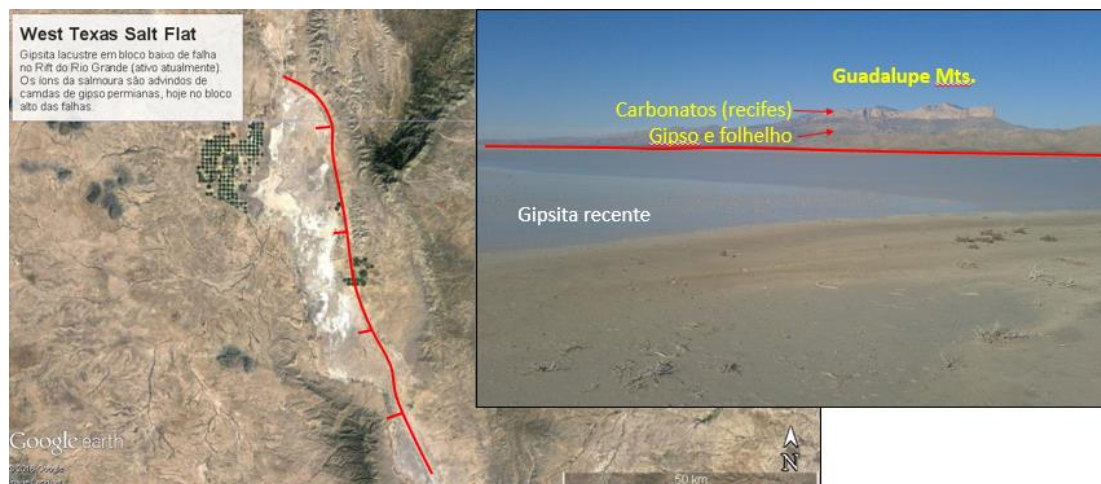 West Texas Salt Flat
Gipsita lacustre em bloco baixo de falha
no Rift do Rio Grande (ativo atualmente).
Os íons da salmoura são advindos de
camdas de gipso permianas, hoje no bloco
alto das falhas.
Guadalupe Mts.
Carbonatos (recifes)
Gipso e folhelho
Gipsita recente
Google earth
© 2016 Google
N
50 km